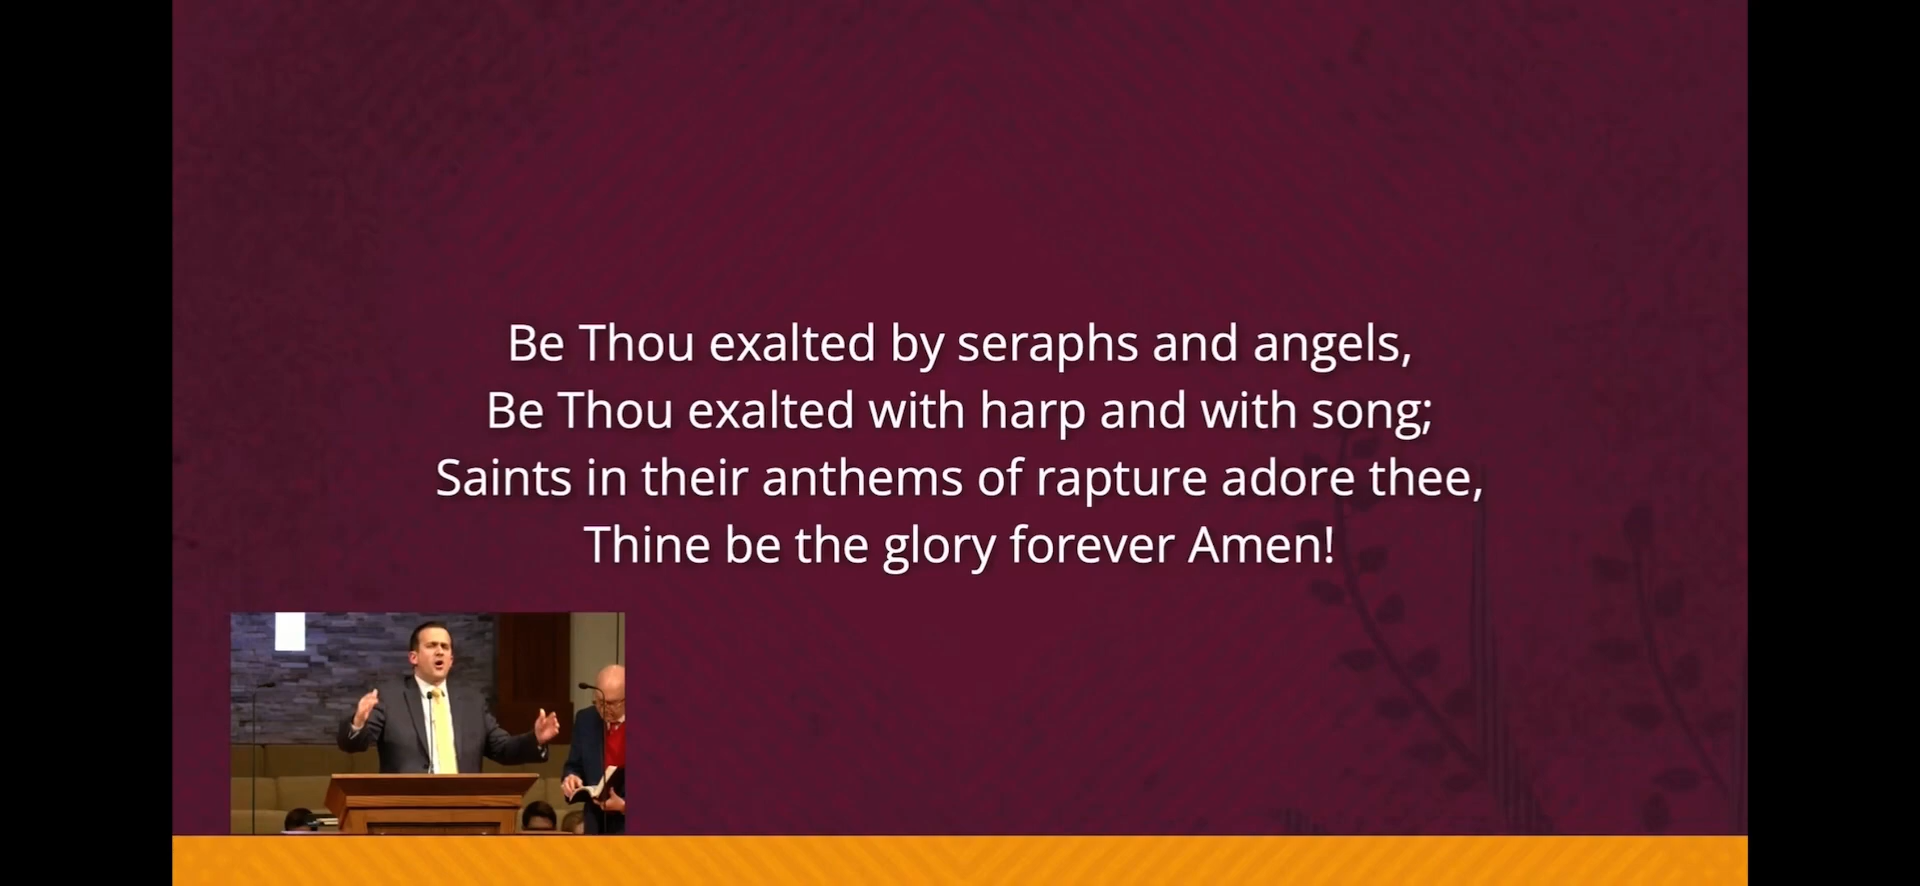 Be Thou exalted by seraphs and angels,
Be Thou exalted with harp and with song;
Saints in their anthems of rapture adore thee,
Thine be the glory forever Amen!